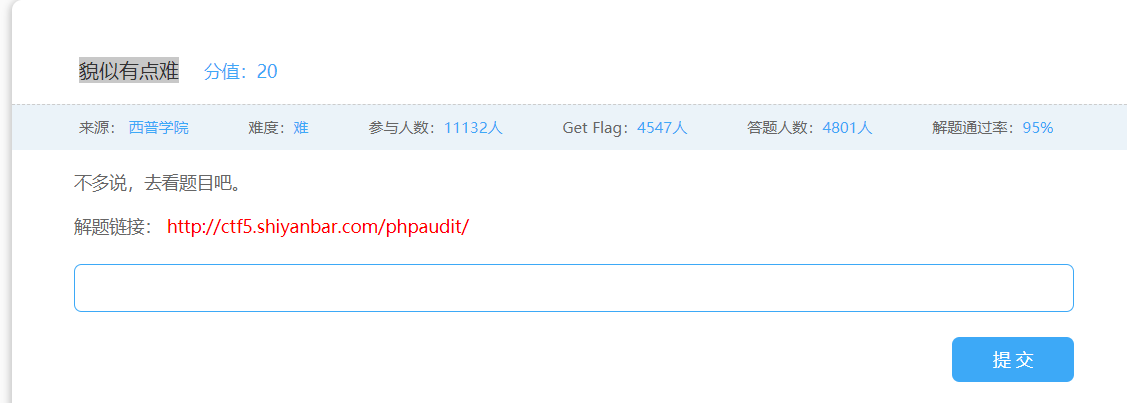 貌似有点难 分值：20
来源： 西普学院 难度：难 参与人数：11132人 Get Flag：4547人 答题人数：4801人 解题通过率：95%
不多说，去看题目吧。
解题链接： http://ctf5.shiyanbar.com/phpaudit/
提 交